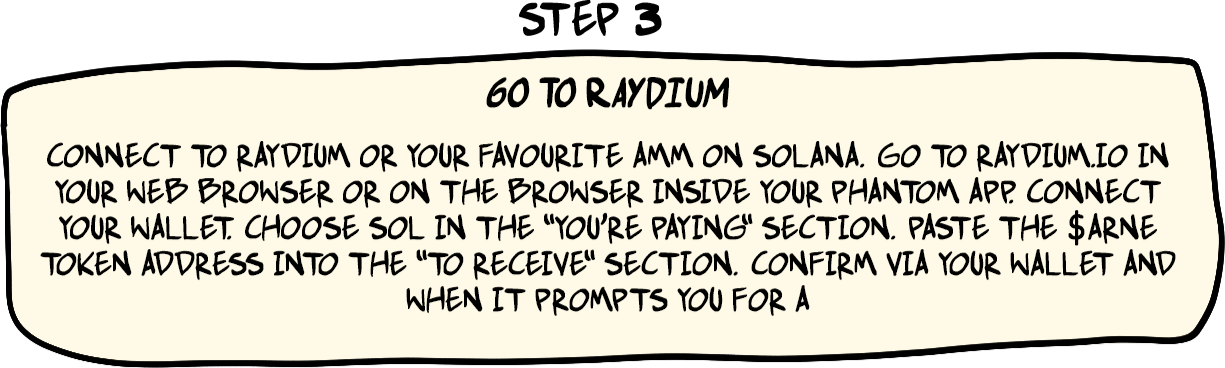 STEP 3
GO TO RAYDIUM
CONNECT TO RAYDIUM OR YOUR FAVOURITE AMM ON SOLANA. GO TO RAYDIUM.IO IN
YOUR WEB BROWSER OR ON THE BROWSER INSIDE YOUR PHANTOM APP. CONNECT
YOUR WALLET. CHOOSE SOL IN THE "YOU'RE PAYING" SECTION. PASTE THE $ARNE
TOKEN ADDRESS INTO THE "TO RECEIVE" SECTION. CONFIRM VIA YOUR WALLET AND
WHEN IT PROMPTS YOU FOR A